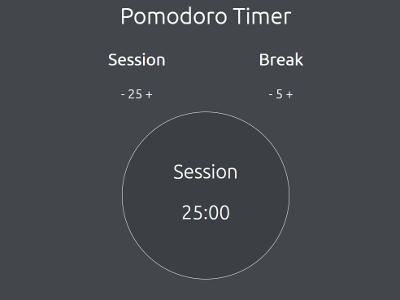 Pomodoro Timer
Session Break
- 25 + - 5 +
Session
25:00